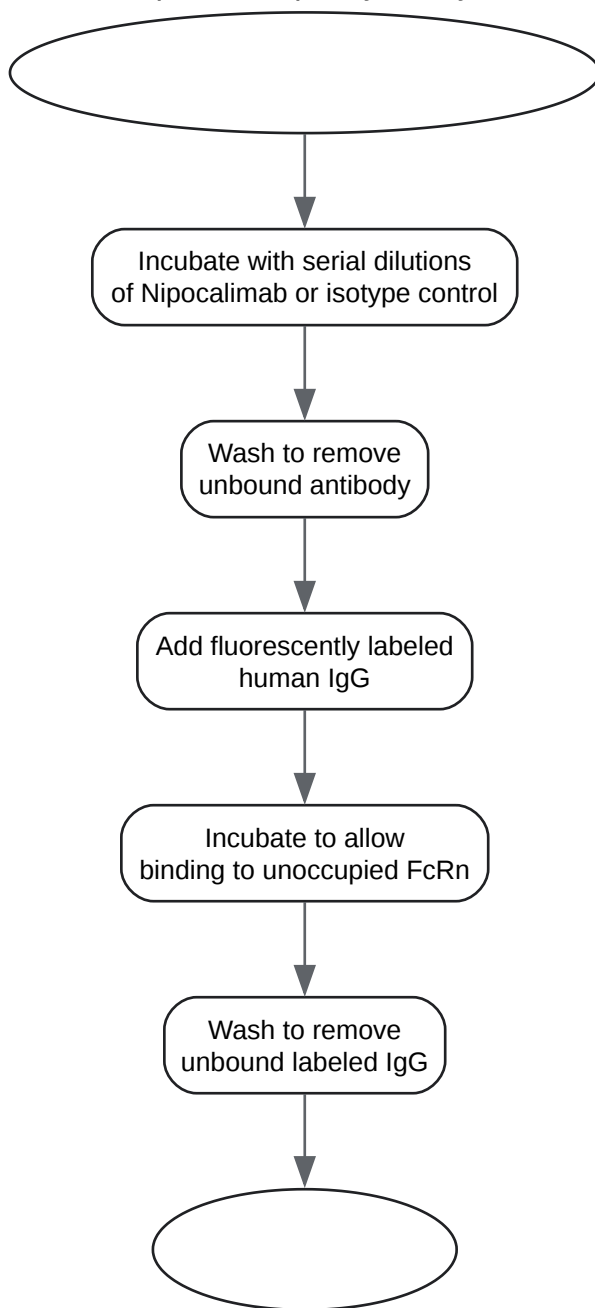 Incubate with serial dilutions
of Nipocalimab or isotype control
Wash to remove
unbound antibody
Add fluorescently labeled
human IgG
Incubate to allow
binding to unoccupied FcRn
Wash to remove
unbound labeled IgG